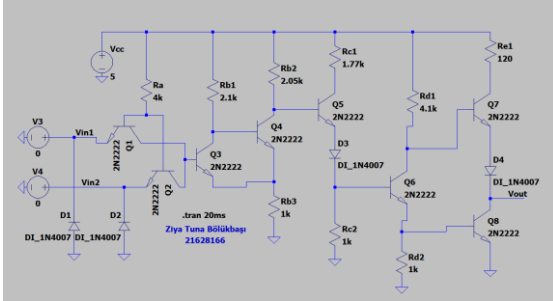 Vcc
5
Ra
4k
Rb1
2.1k
Rb2
2.05k
Rc1
1.77k
Rd1
4.1k
Re1
120
V3
0
Vin1
2N2222
Q1
Q3
2N2222
Q4
2N2222
Q5
2N2222
D3
DI_1N4007
Q7
2N2222
D4
DI_1N4007
V4
0
Vin2
2N2222
Q2
Q6
2N2222
Vout
D1
DI_1N4007
D2
DI_1N4007
Rb3
1k
Rc2
1k
Rd2
1k
Q8
2N2222
.tran 20ms
Ziya Tuna Bölükbaşı
21628166